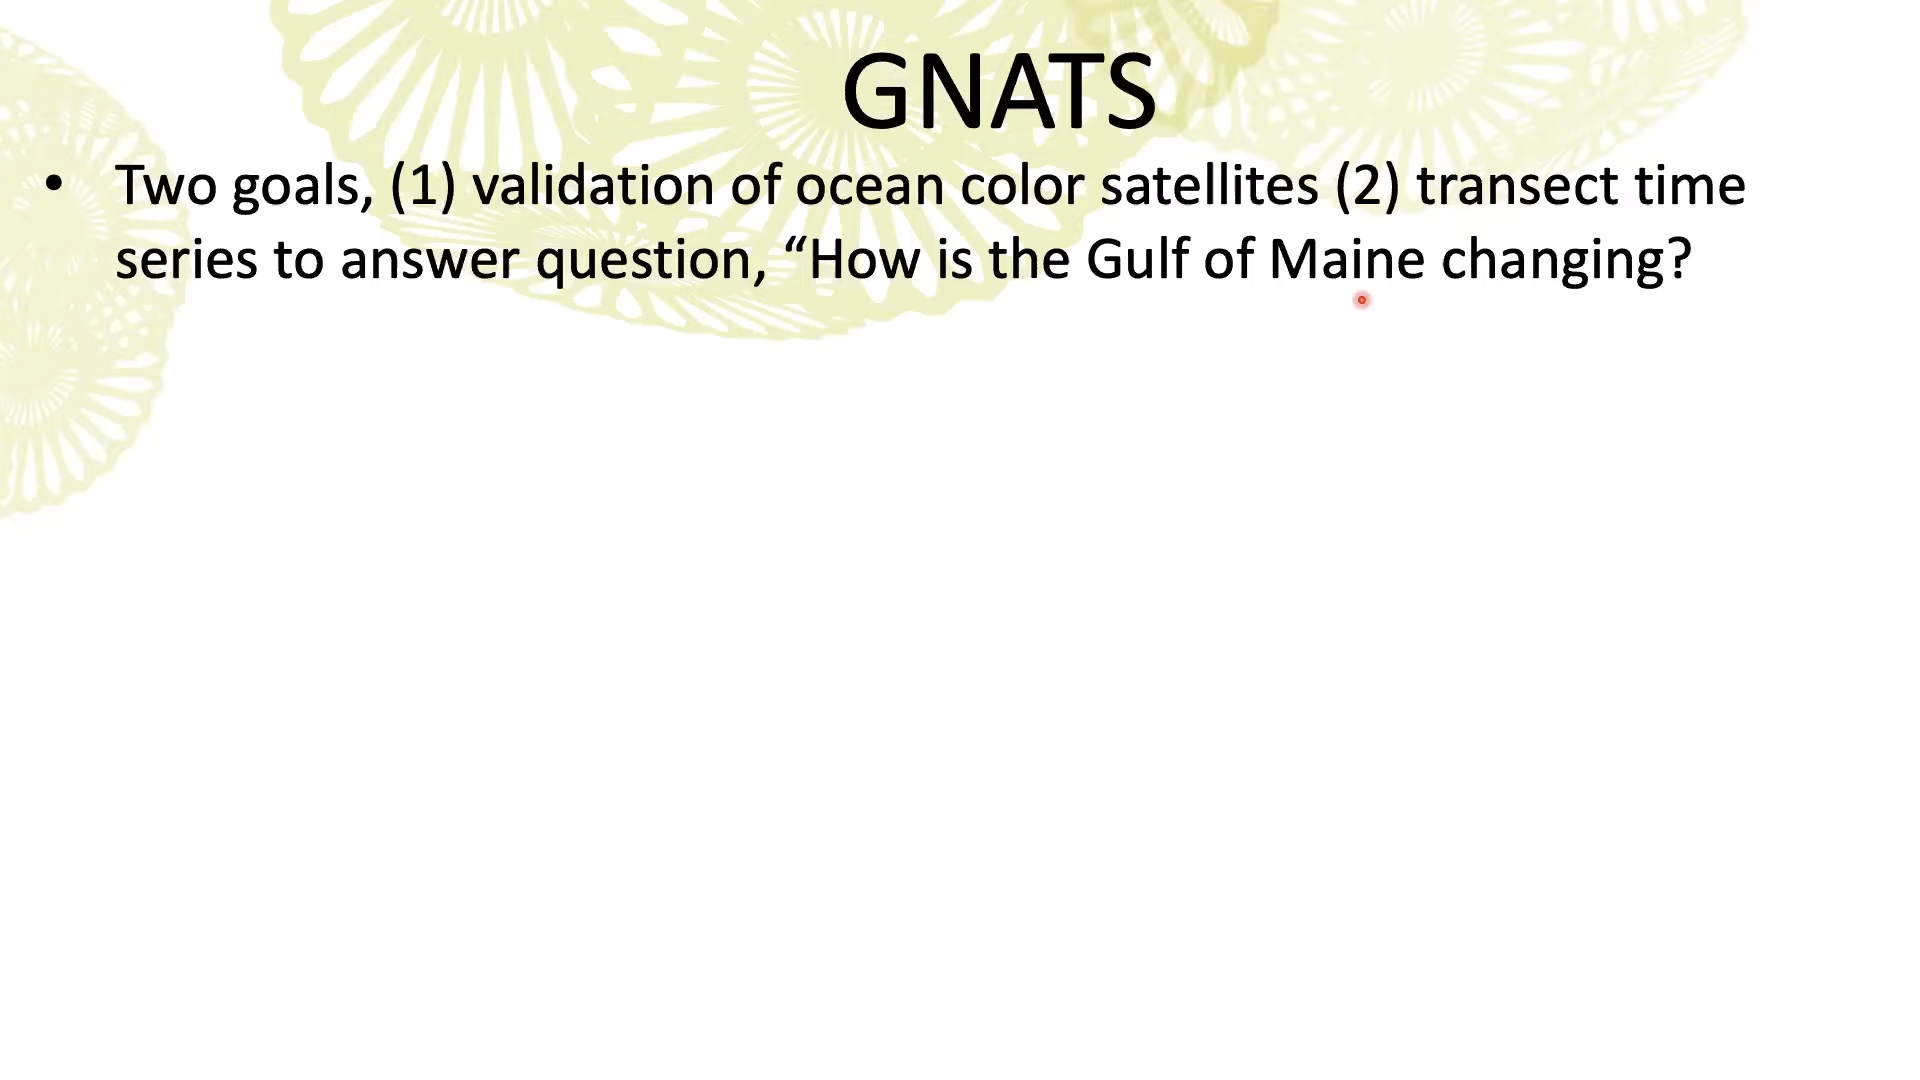 GNATS
• Two goals, (1) validation of ocean color satellites (2) transect time
series to answer question, “How is the Gulf of Maine changing?